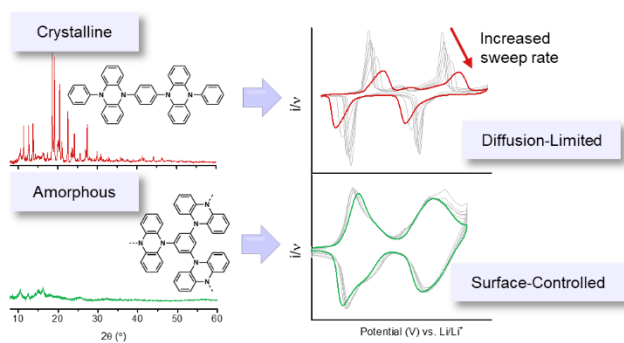 Crystalline
N
N
N
N
i/ν
Increased
sweep rate
Diffusion-Limited
Amorphous
N
N
N
N
N
N
i/ν
Surface-Controlled
10 20 30 40 50 60
2θ (°)
Potential (V) vs. Li/Li⁺